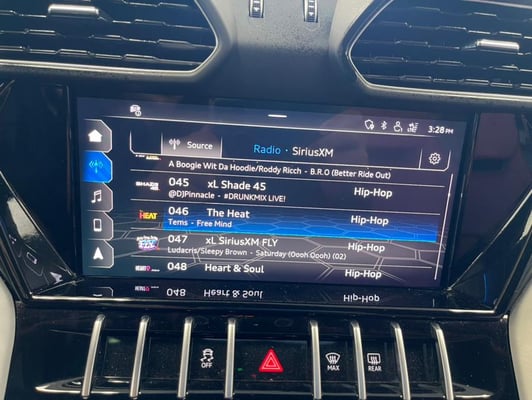 3:28 PM
Source
Radio · SiriusXM
A Boogie Wit Da Hoodie/Roddy Ricch - B.R.O (Better Ride Out)
SHADE 045 xL Shade 45 Hip-Hop
@DJPinnacle - #DRUNKMIX LIVE!
HEAT 046 The Heat Hip-Hop
Tems - Free Mind
047 xL SiriusXM FLY Hip-Hop
Ludacris/Sleepy Brown - Saturday (Oooh Oooh) (02)
048 Heart & Soul Hip-Hop
OFF
MAX
REAR